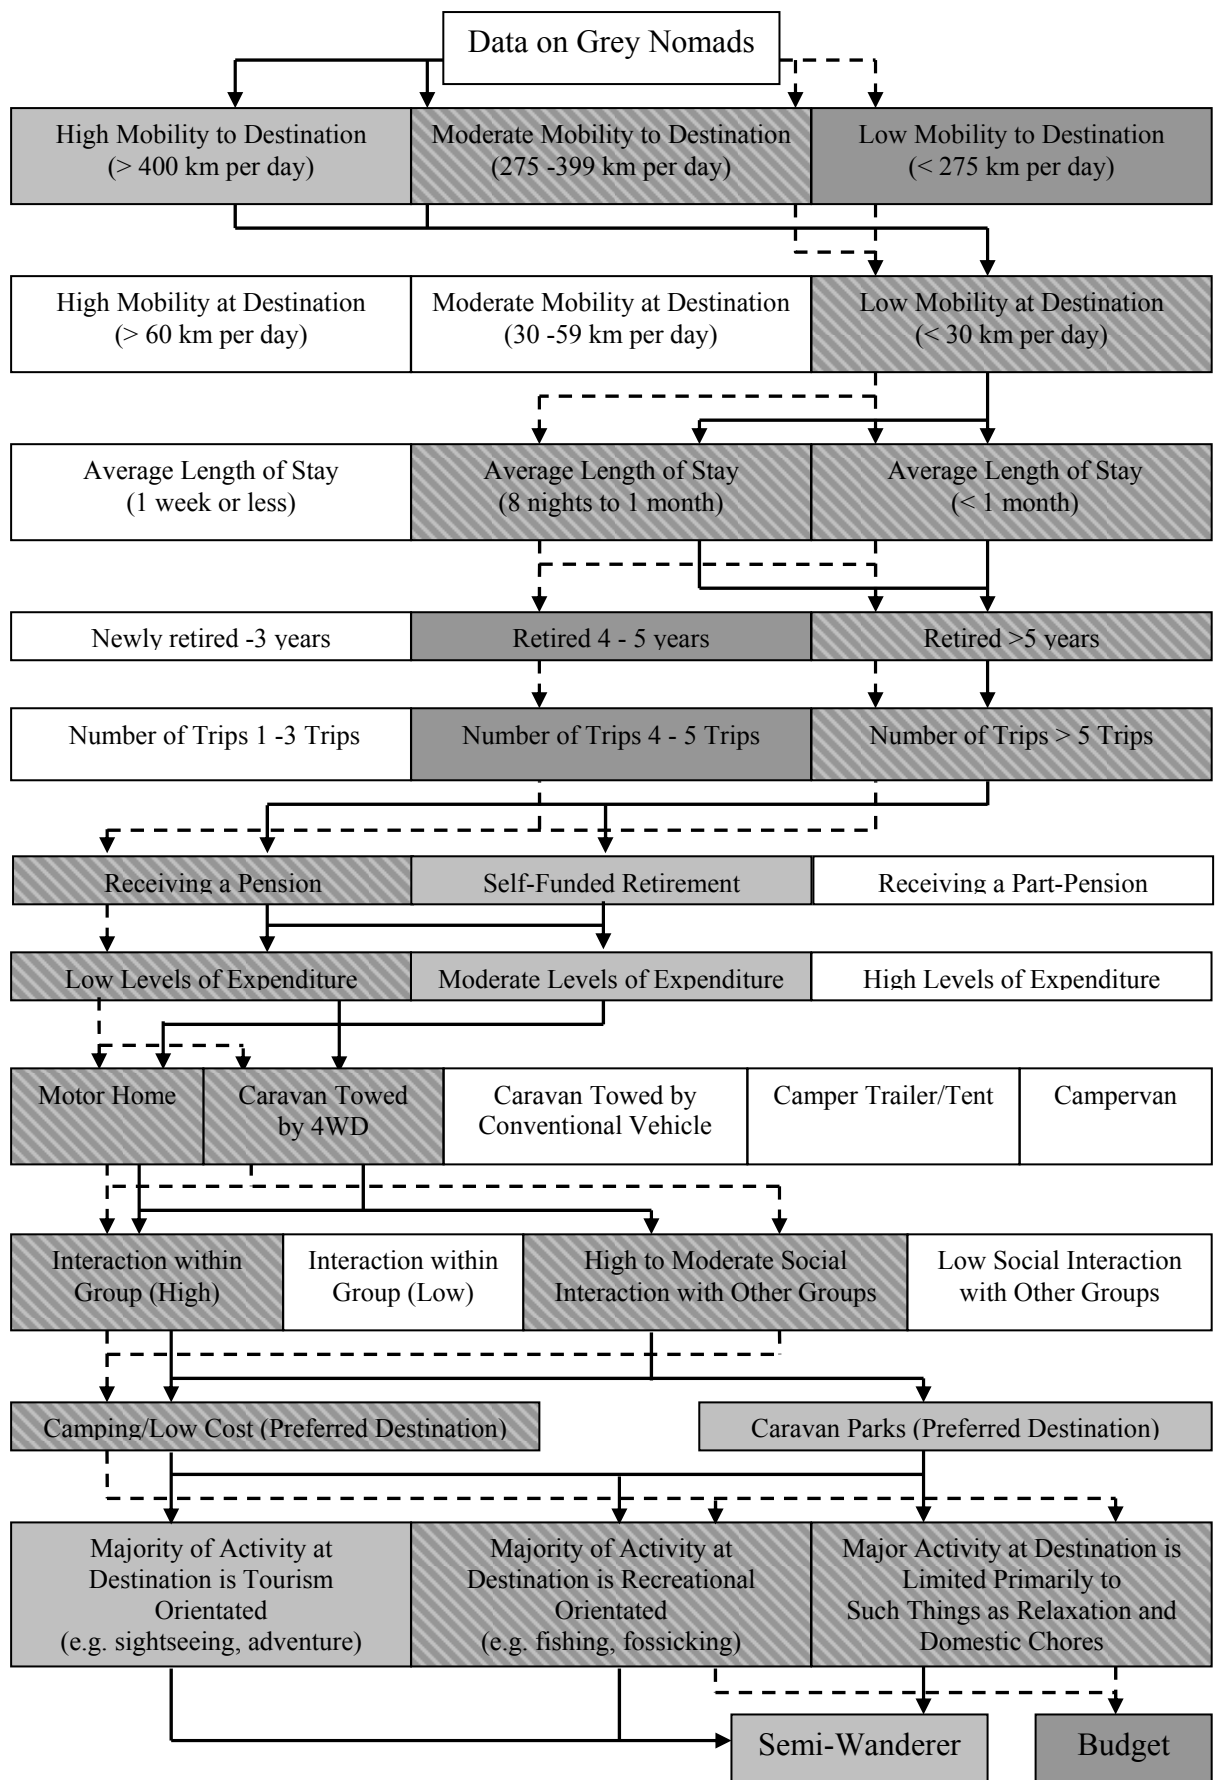 Data on Grey Nomads
High Mobility to Destination
(> 400 km per day)
Moderate Mobility to Destination
(275 -399 km per day)
Low Mobility to Destination
(< 275 km per day)
High Mobility at Destination
(> 60 km per day)
Moderate Mobility at Destination
(30 -59 km per day)
Low Mobility at Destination
(< 30 km per day)
Average Length of Stay
(1 week or less)
Average Length of Stay
(8 nights to 1 month)
Average Length of Stay
(< 1 month)
Newly retired -3 years
Retired 4 - 5 years
Retired >5 years
Number of Trips 1 -3 Trips
Number of Trips 4 - 5 Trips
Number of Trips > 5 Trips
Receiving a Pension
Self-Funded Retirement
Receiving a Part-Pension
Low Levels of Expenditure
Moderate Levels of Expenditure
High Levels of Expenditure
Motor Home
Caravan Towed
by 4WD
Caravan Towed by
Conventional Vehicle
Camper Trailer/Tent
Campervan
Interaction within
Group (High)
Interaction within
Group (Low)
High to Moderate Social
Interaction with Other Groups
Low Social Interaction
with Other Groups
Camping/Low Cost (Preferred Destination)
Caravan Parks (Preferred Destination)
Majority of Activity at
Destination is Tourism
Orientated
(e.g. sightseeing, adventure)
Majority of Activity at
Destination is Recreational
Orientated
(e.g. fishing, fossicking)
Major Activity at Destination is
Limited Primarily to
Such Things as Relaxation and
Domestic Chores
Semi-Wanderer
Budget